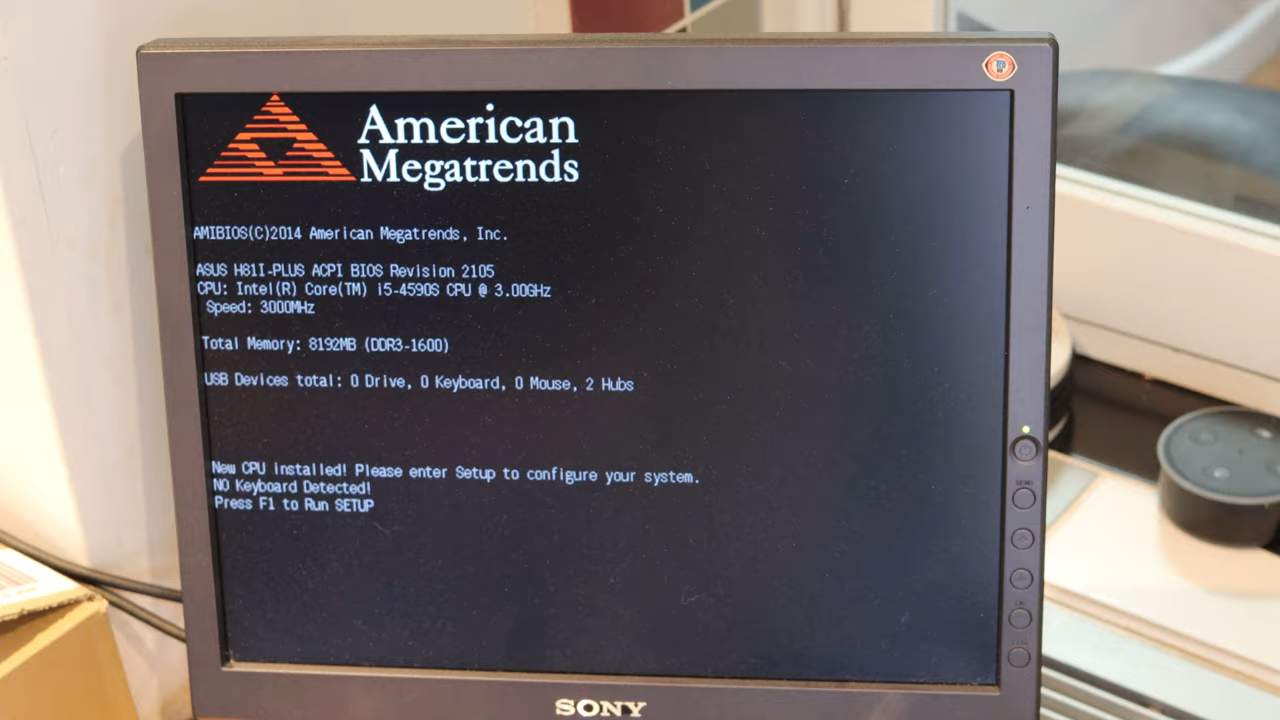 American
Megatrends
AMIBIOS(C)2014 American Megatrends, Inc.
ASUS H81I-PLUS ACPI BIOS Revision 2105
CPU: Intel(R) Core(TM) i5-4590S CPU @ 3.00GHz
Speed: 3000MHz
Total Memory: 8192MB (DDR3-1600)
USB Devices total: 0 Drive, 0 Keyboard, 0 Mouse, 2 Hubs
New CPU installed! Please enter Setup to configure your system.
NO Keyboard Detected!
Press F1 to Run SETUP
MENU
SONY